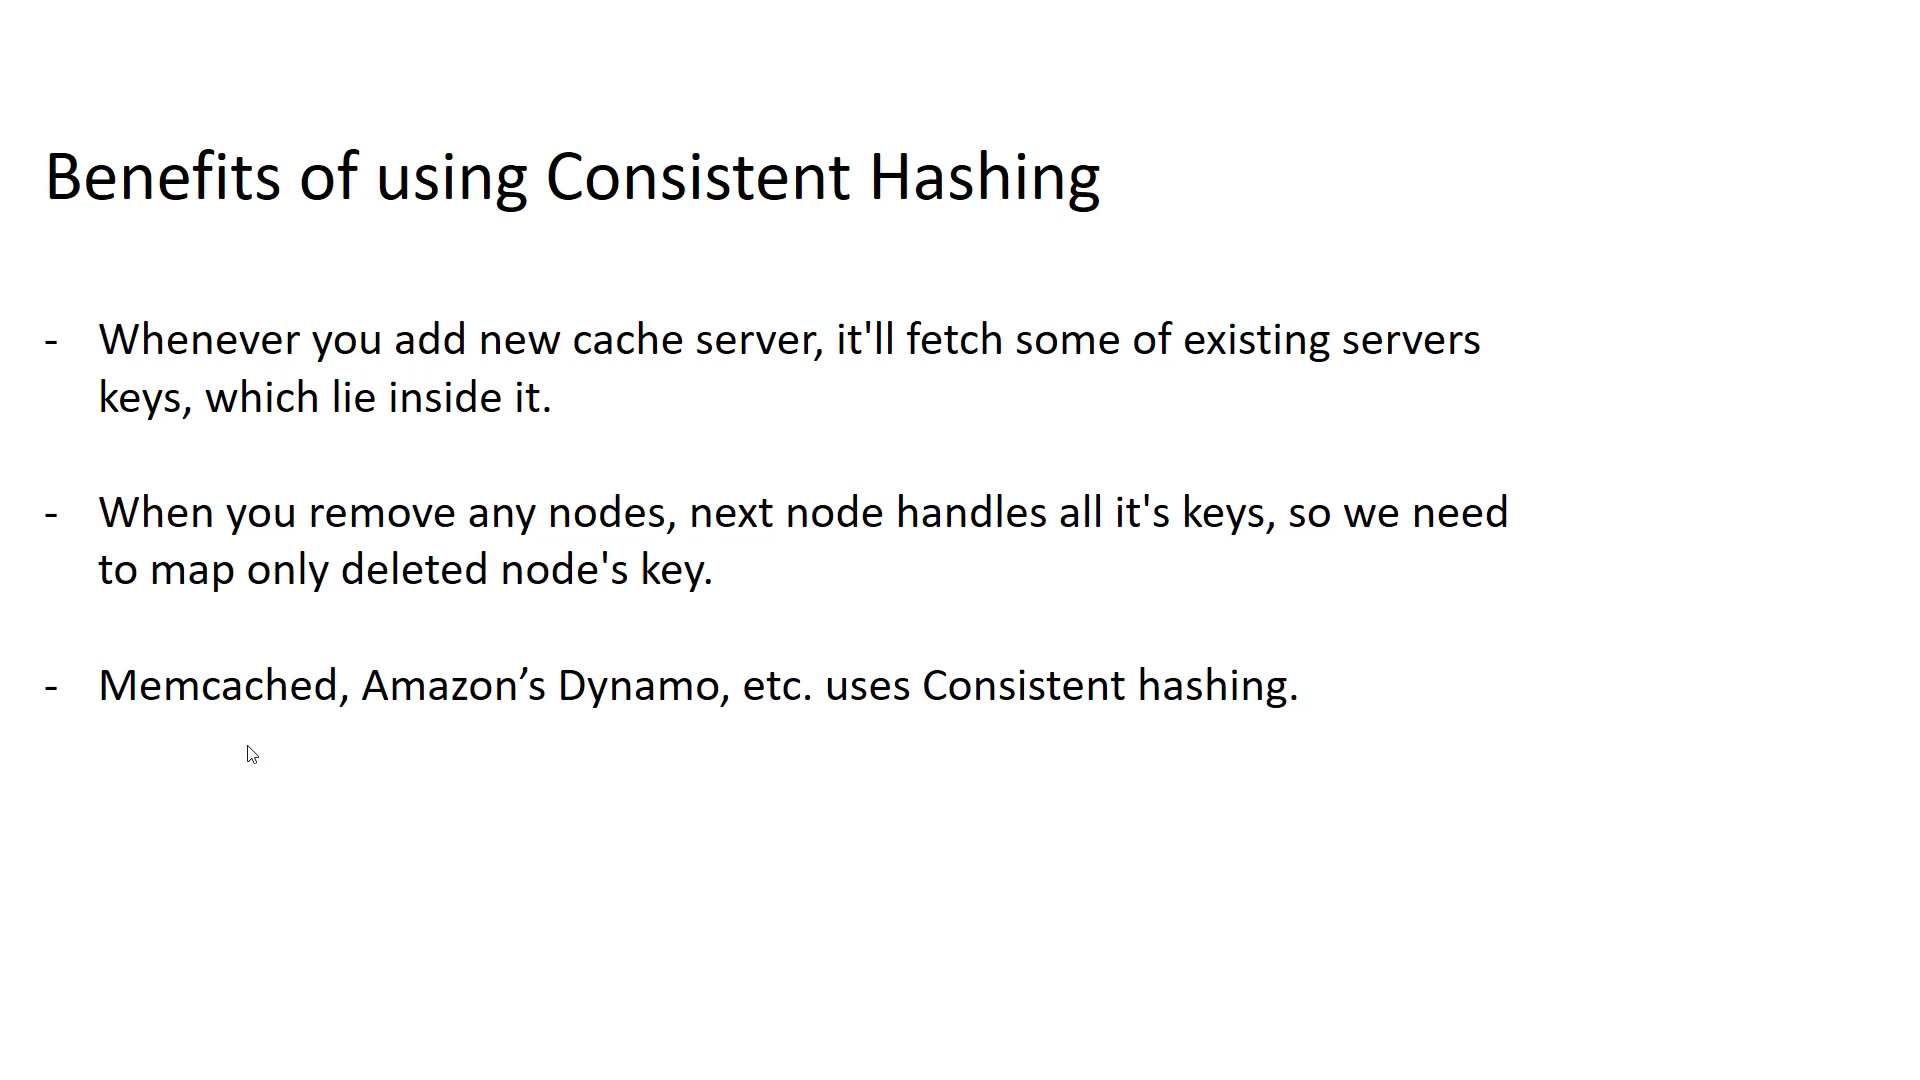 Benefits of using Consistent Hashing
- Whenever you add new cache server, it'll fetch some of existing servers
keys, which lie inside it.
- When you remove any nodes, next node handles all it's keys, so we need
to map only deleted node's key.
- Memcached, Amazon’s Dynamo, etc. uses Consistent hashing.